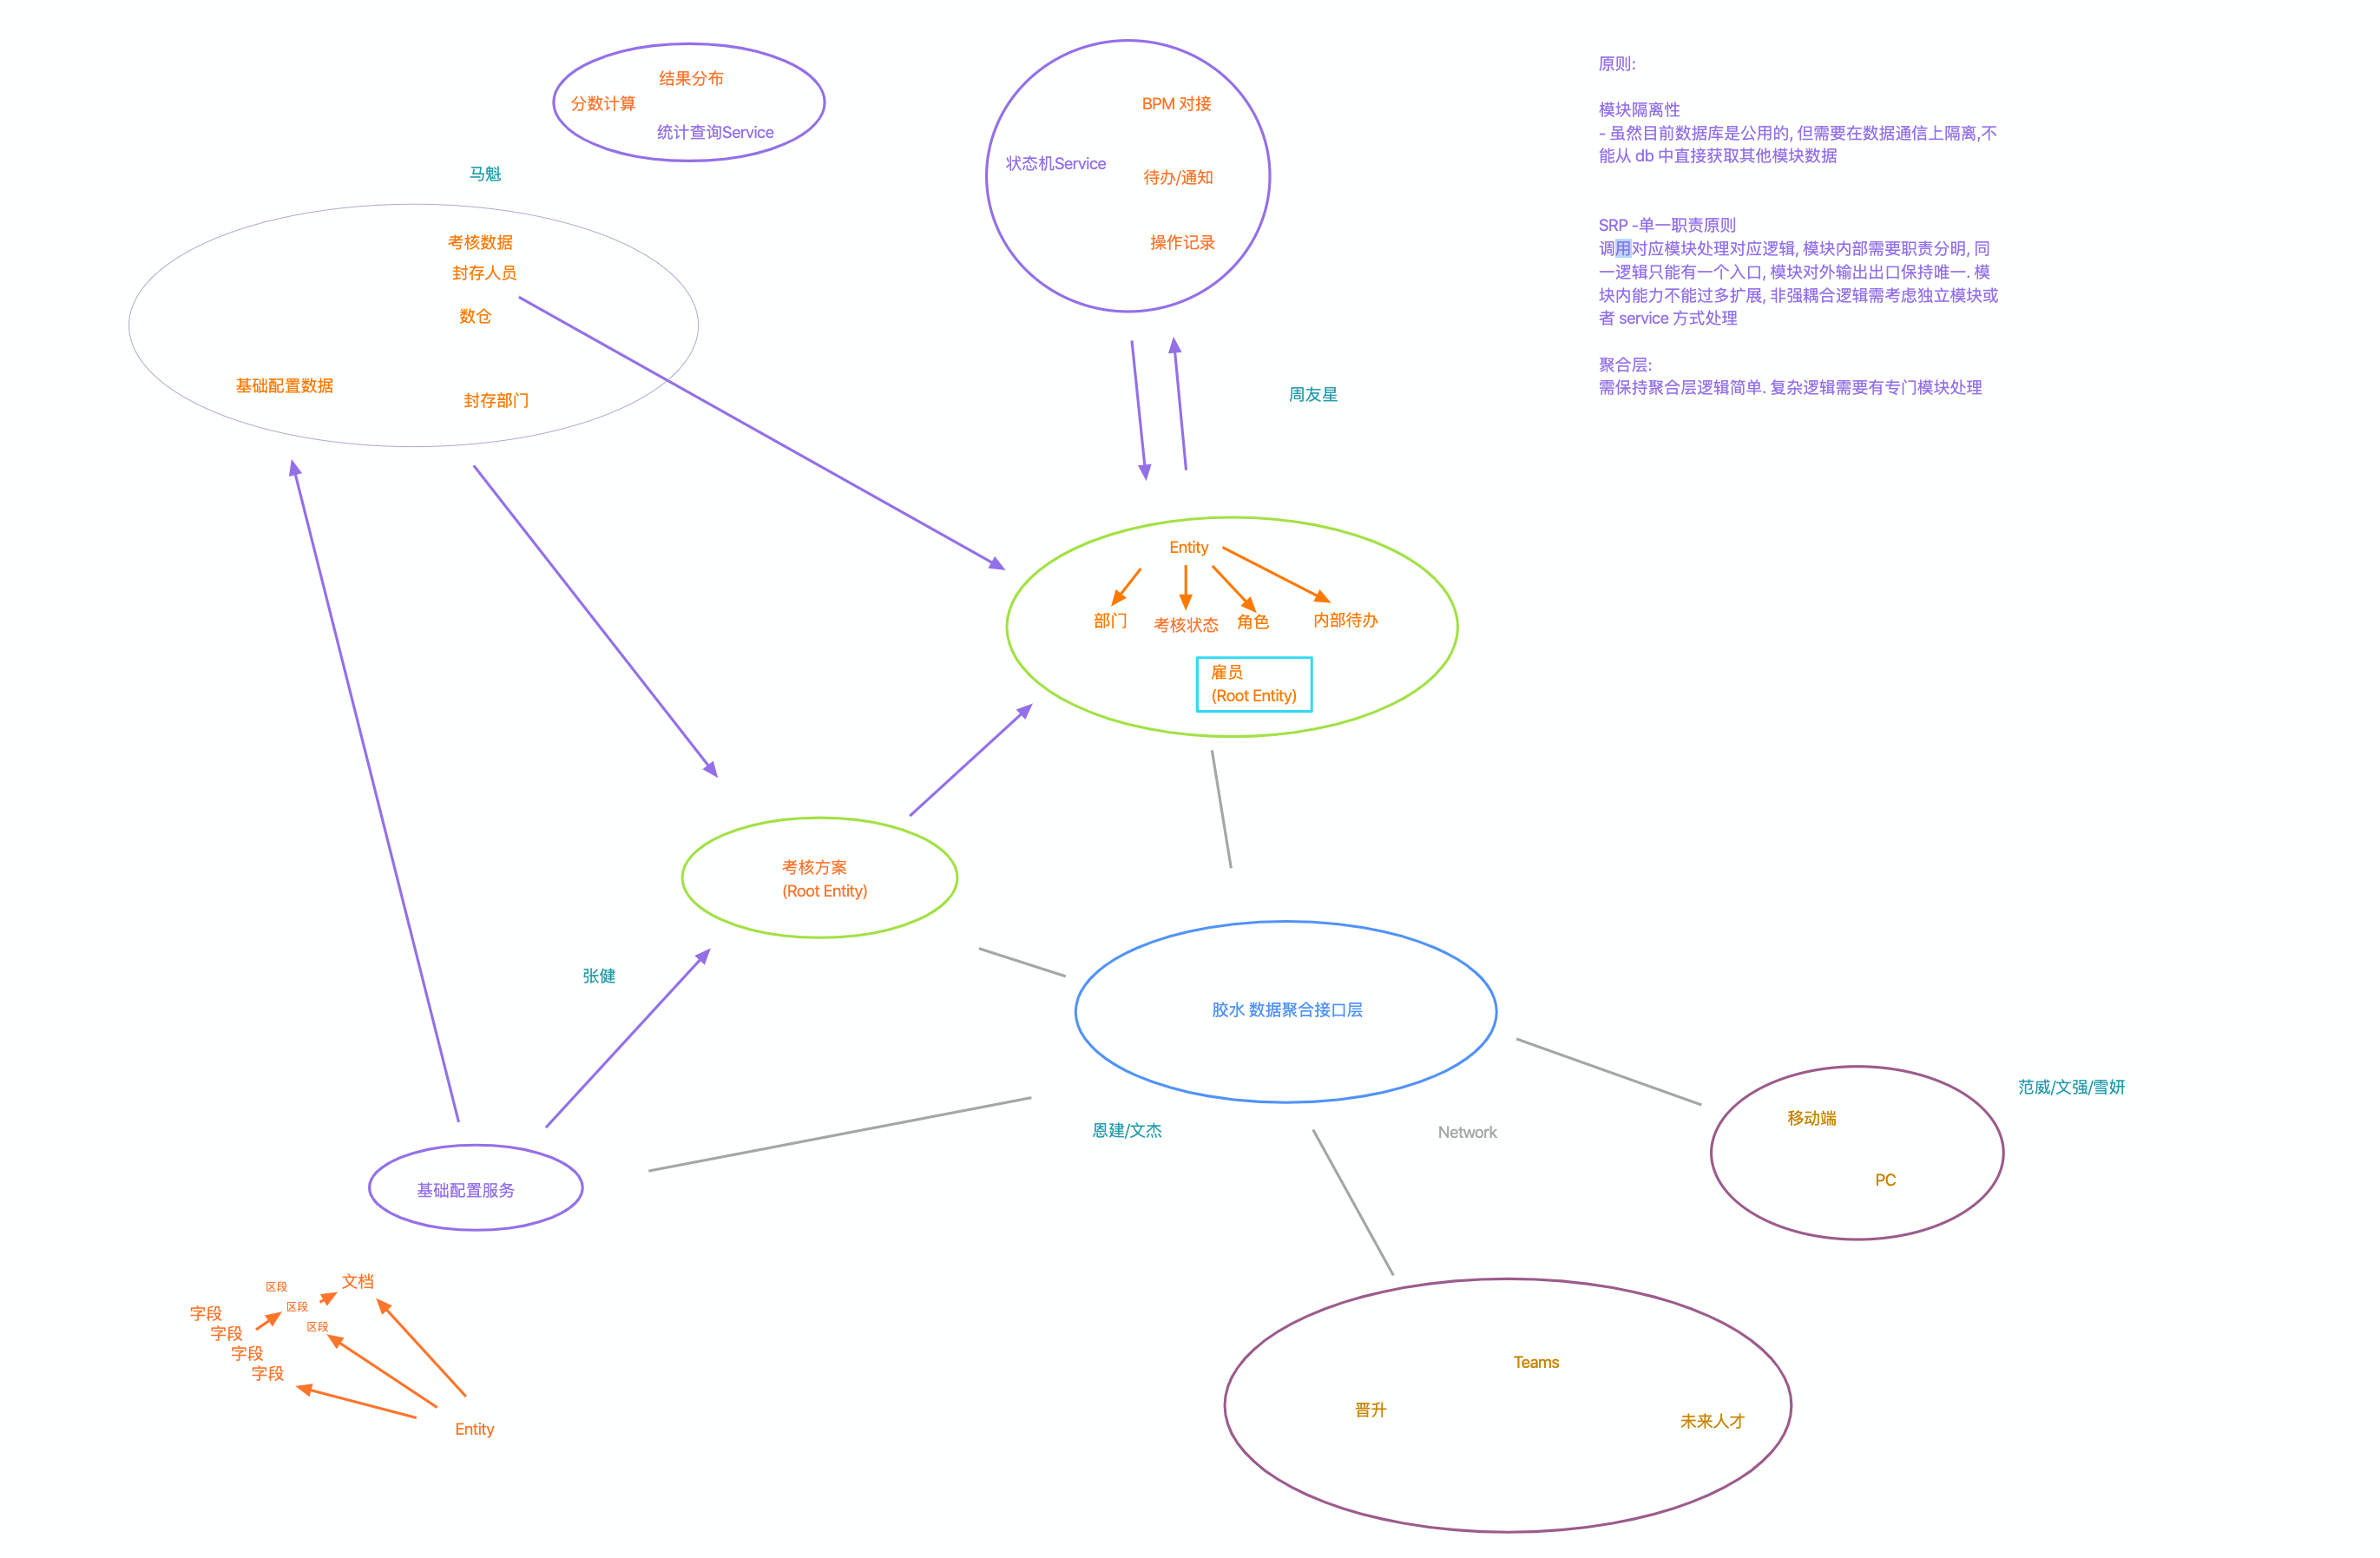 结果分布
分数计算
统计查询Service
BPM 对接
状态机Service
待办/通知
操作记录
原则:
模块隔离性
- 虽然目前数据库是公用的, 但需要在数据通信上隔离,不
能从 db 中直接获取其他模块数据
SRP -单一职责原则
调用对应模块处理对应逻辑, 模块内部需要职责分明, 同
一逻辑只能有一个入口, 模块对外输出出口保持唯一. 模
块内能力不能过多扩展, 非强耦合逻辑需考虑独立模块或
者 service 方式处理
聚合层:
需保持聚合层逻辑简单. 复杂逻辑需要有专门模块处理
马魁
考核数据
封存人员
数仓
基础配置数据
封存部门
周友星
Entity
部门
考核状态
角色
内部待办
雇员
(Root Entity)
考核方案
(Root Entity)
张健
胶水 数据聚合接口层
恩建/文杰
Network
范威/文强/雪妍
移动端
PC
基础配置服务
文档
区段
区段
区段
字段
字段
字段
字段
Entity
Teams
晋升
未来人才